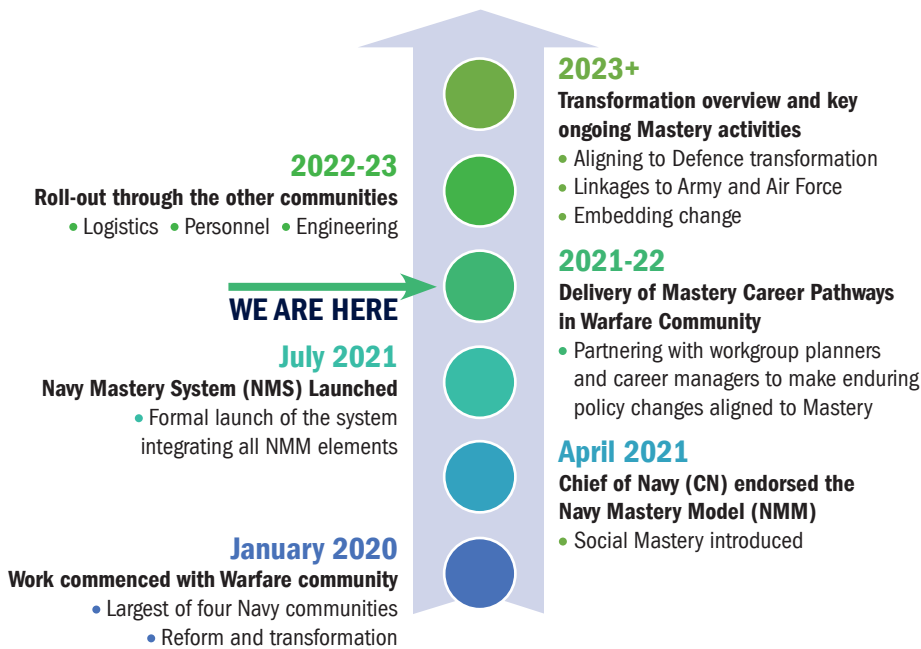 2023+
Transformation overview and key
ongoing Mastery activities
• Aligning to Defence transformation
• Linkages to Army and Air Force
• Embedding change
2022-23
Roll-out through the other communities
• Logistics • Personnel • Engineering
2021-22
Delivery of Mastery Career Pathways
in Warfare Community
• Partnering with workgroup planners
and career managers to make enduring
policy changes aligned to Mastery
WE ARE HERE
July 2021
Navy Mastery System (NMS) Launched
• Formal launch of the system
integrating all NMM elements
April 2021
Chief of Navy (CN) endorsed the
Navy Mastery Model (NMM)
• Social Mastery introduced
January 2020
Work commenced with Warfare community
• Largest of four Navy communities
• Reform and transformation